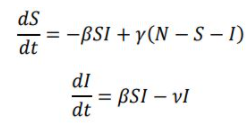 dS/dt = −βSI + γ(N − S − I)
dI/dt = βSI − νI